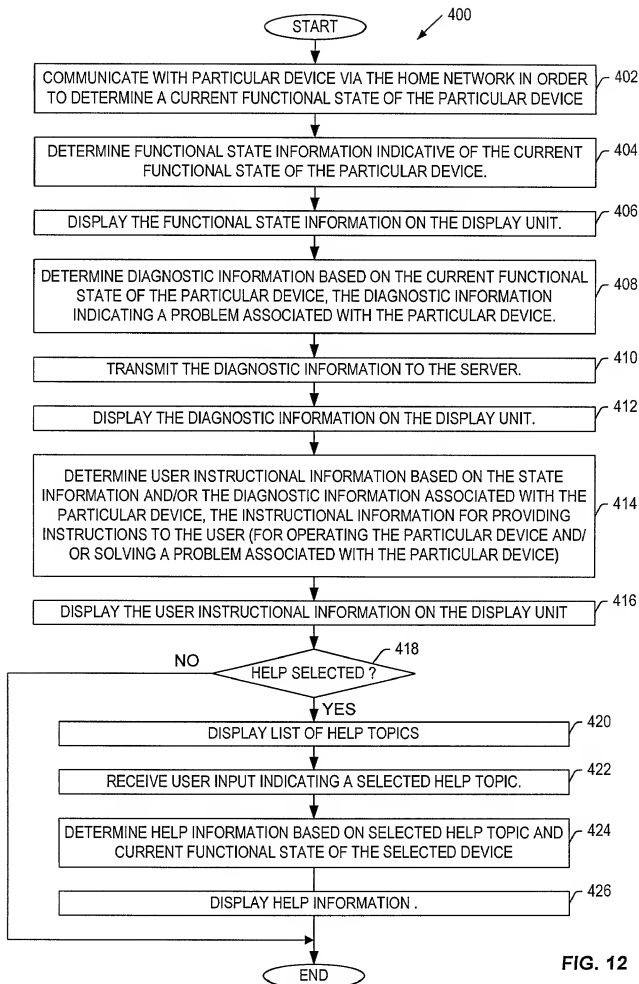 START
400
COMMUNICATE WITH PARTICULAR DEVICE VIA THE HOME NETWORK IN ORDER
TO DETERMINE A CURRENT FUNCTIONAL STATE OF THE PARTICULAR DEVICE
402
DETERMINE FUNCTIONAL STATE INFORMATION INDICATIVE OF THE CURRENT
FUNCTIONAL STATE OF THE PARTICULAR DEVICE.
404
DISPLAY THE FUNCTIONAL STATE INFORMATION ON THE DISPLAY UNIT.
406
DETERMINE DIAGNOSTIC INFORMATION BASED ON THE CURRENT FUNCTIONAL
STATE OF THE PARTICULAR DEVICE, THE DIAGNOSTIC INFORMATION
INDICATING A PROBLEM ASSOCIATED WITH THE PARTICULAR DEVICE.
408
TRANSMIT THE DIAGNOSTIC INFORMATION TO THE SERVER.
410
DISPLAY THE DIAGNOSTIC INFORMATION ON THE DISPLAY UNIT.
412
DETERMINE USER INSTRUCTIONAL INFORMATION BASED ON THE STATE
INFORMATION AND/OR THE DIAGNOSTIC INFORMATION ASSOCIATED WITH THE
PARTICULAR DEVICE, THE INSTRUCTIONAL INFORMATION FOR PROVIDING
INSTRUCTIONS TO THE USER (FOR OPERATING THE PARTICULAR DEVICE AND/
OR SOLVING A PROBLEM ASSOCIATED WITH THE PARTICULAR DEVICE)
414
DISPLAY THE USER INSTRUCTIONAL INFORMATION ON THE DISPLAY UNIT
416
418
NO
HELP SELECTED ?
YES
DISPLAY LIST OF HELP TOPICS
420
RECEIVE USER INPUT INDICATING A SELECTED HELP TOPIC.
422
DETERMINE HELP INFORMATION BASED ON SELECTED HELP TOPIC AND
CURRENT FUNCTIONAL STATE OF THE SELECTED DEVICE
424
DISPLAY HELP INFORMATION .
426
END
FIG. 12